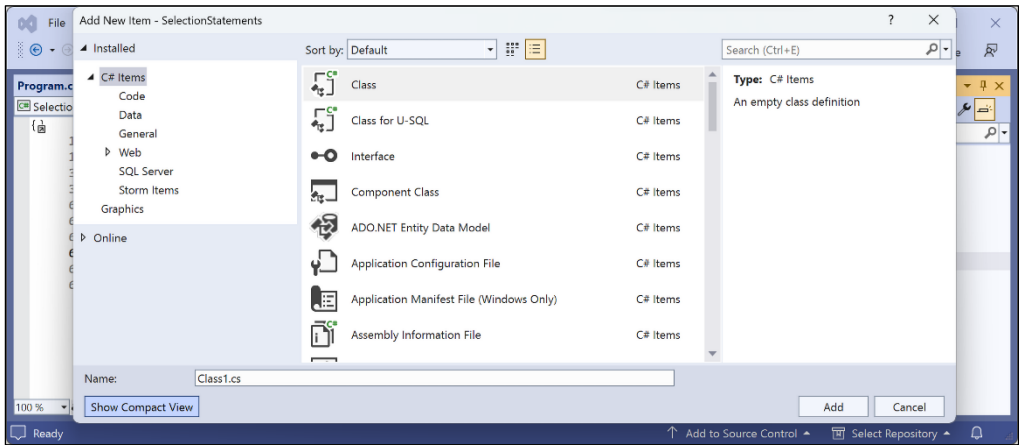 File
Add New Item - SelectionStatements
?
Installed
Sort by: Default
Search (Ctrl+E)
Program.c
Selectio
C# Items
Code
Data
General
Web
SQL Server
Storm Items
Graphics
Online
Class C# Items
Class for U-SQL C# Items
Interface C# Items
Component Class C# Items
ADO.NET Entity Data Model C# Items
Application Configuration File C# Items
Application Manifest File (Windows Only) C# Items
Assembly Information File C# Items
Type: C# Items
An empty class definition
Name: Class1.cs
100 %
Show Compact View
Add
Cancel
Ready
Add to Source Control
Select Repository